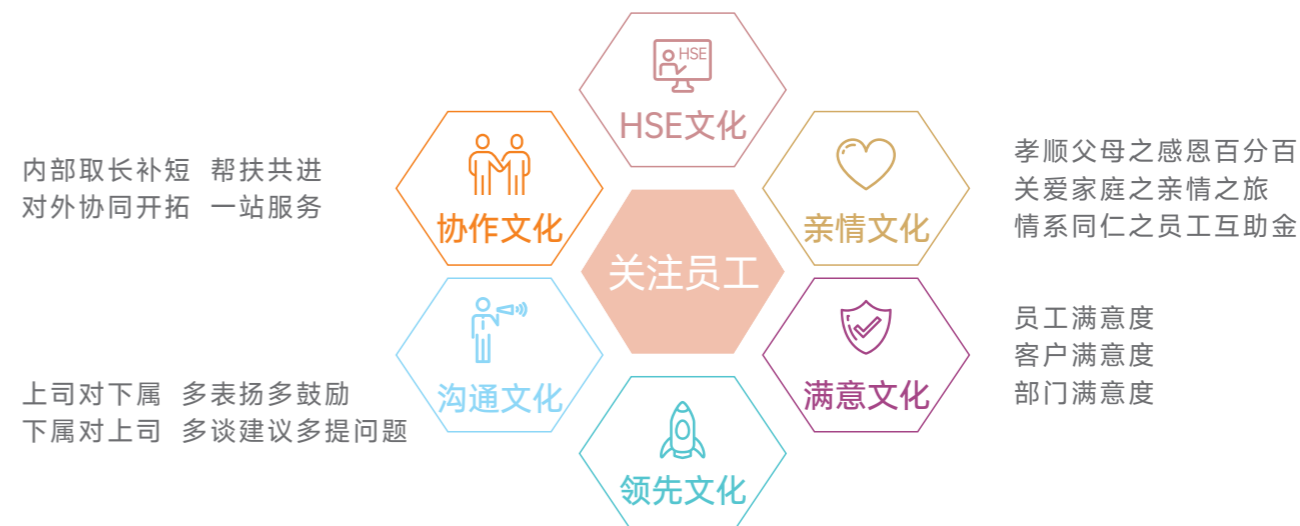 HSE
HSE文化
协作文化
内部取长补短 帮扶共进
对外协同开拓 一站服务
亲情文化
孝顺父母之感恩百分百
关爱家庭之亲情之旅
情系同仁之员工互助金
关注员工
沟通文化
上司对下属 多表扬多鼓励
下属对上司 多谈建议多提问题
满意文化
员工满意度
客户满意度
部门满意度
领先文化